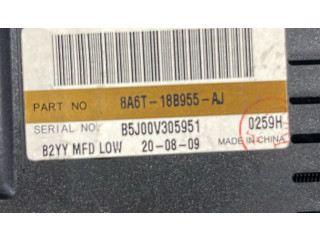 PART NO 8A6T-18B955-AJ
SERIAL NO. B5J00V305951 0259H
B2YY MFD LOW 20-08-09 MADE IN CHINA